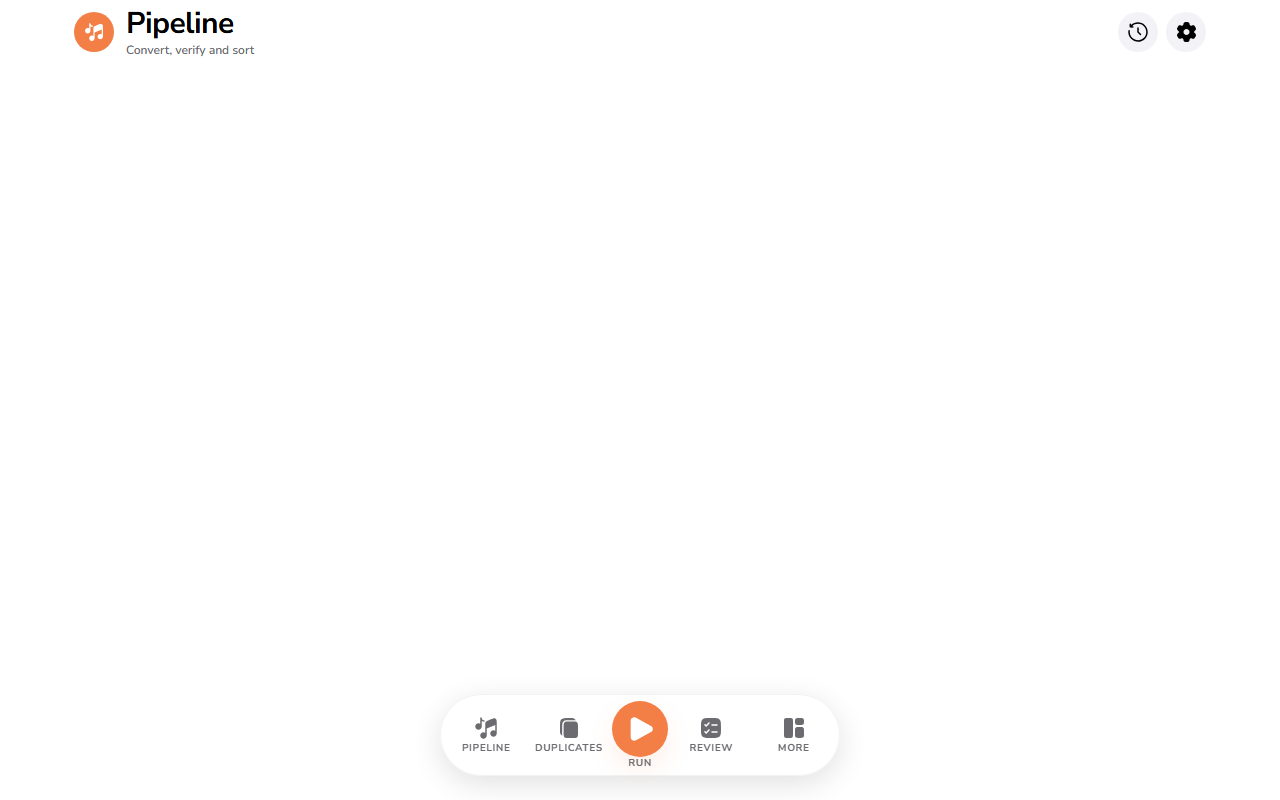 Pipeline
Convert, verify and sort
PIPELINE
DUPLICATES
RUN
REVIEW
MORE